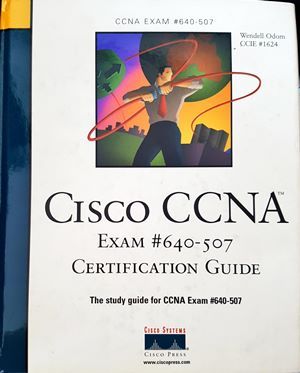 CCNA EXAM #640-507
Wendell Odom
CCIE #1624
CISCO CCNA™
EXAM #640-507
CERTIFICATION GUIDE
The study guide for CCNA Exam #640-507
CISCO SYSTEMS
CISCO PRESS
www.ciscopress.com